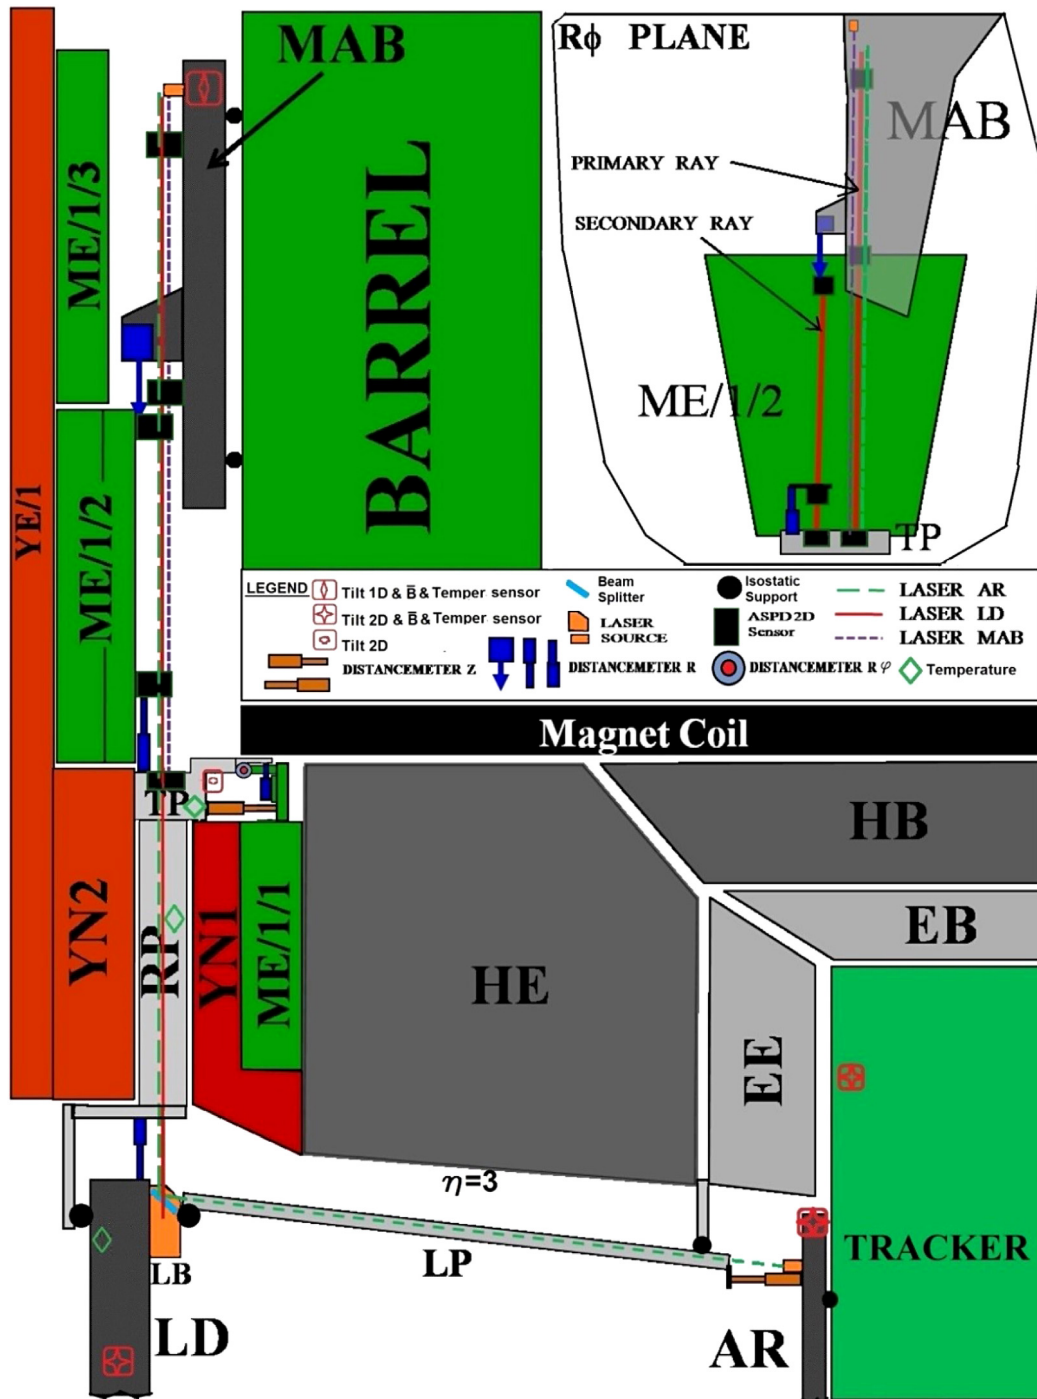 MAB
Rϕ PLANE
MAB
PRIMARY RAY
SECONDARY RAY
ME/1/2
TP
ME/1/3
BARREL
YE/1
ME/1/2
LEGEND
Tilt 1D & B̅ & Temper sensor
Tilt 2D & B̅ & Temper sensor
Tilt 2D
DISTANCEMETER Z
Beam
Splitter
LASER
SOURCE
DISTANCEMETER R
Isostatic
Support
ASPD 2D
Sensor
DISTANCEMETER R φ
LASER AR
LASER LD
LASER MAB
Temperature
Magnet Coil
TP
HB
YN2
RP
YN1
ME/1/1
HE
EB
EE
η=3
LB
LP
LD
AR
TRACKER